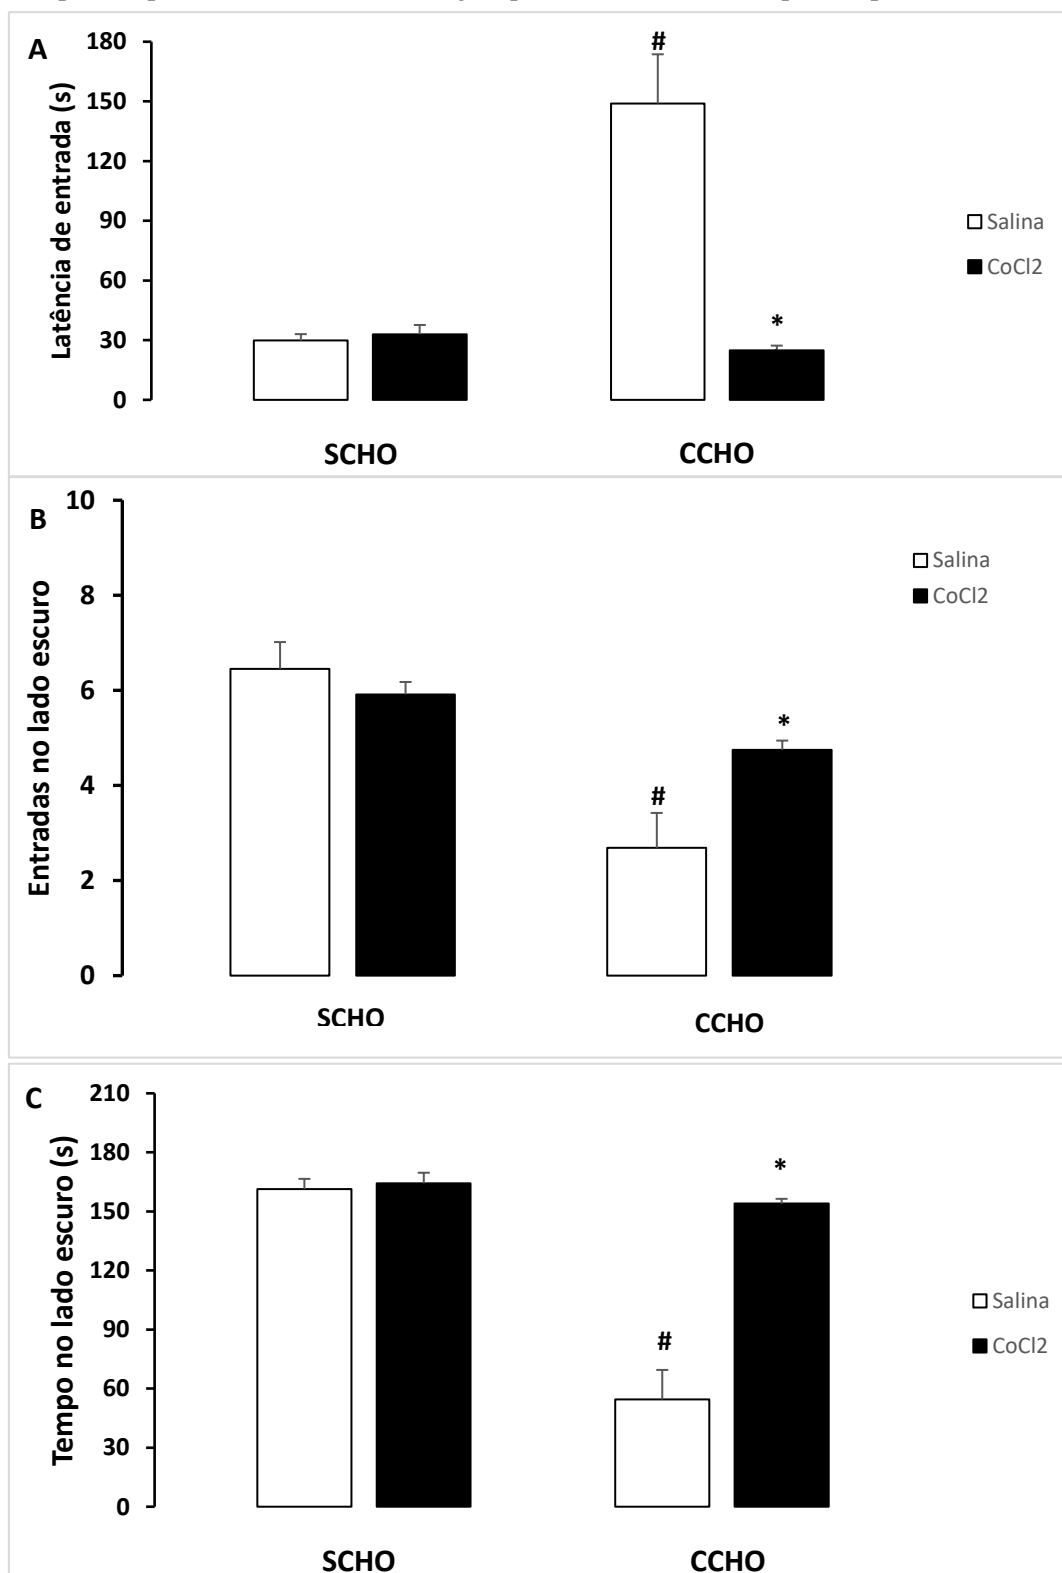 A
Latência de entrada (s)
180
150
120
90
60
30
0
#
*
Salina
CoCl2
SCHO
CCHO
B
Entradas no lado escuro
10
8
6
4
2
0
#
*
Salina
CoCl2
SCHO
CCHO
C
Tempo no lado escuro (s)
210
180
150
120
90
60
30
0
#
*
Salina
CoCl2
SCHO
CCHO